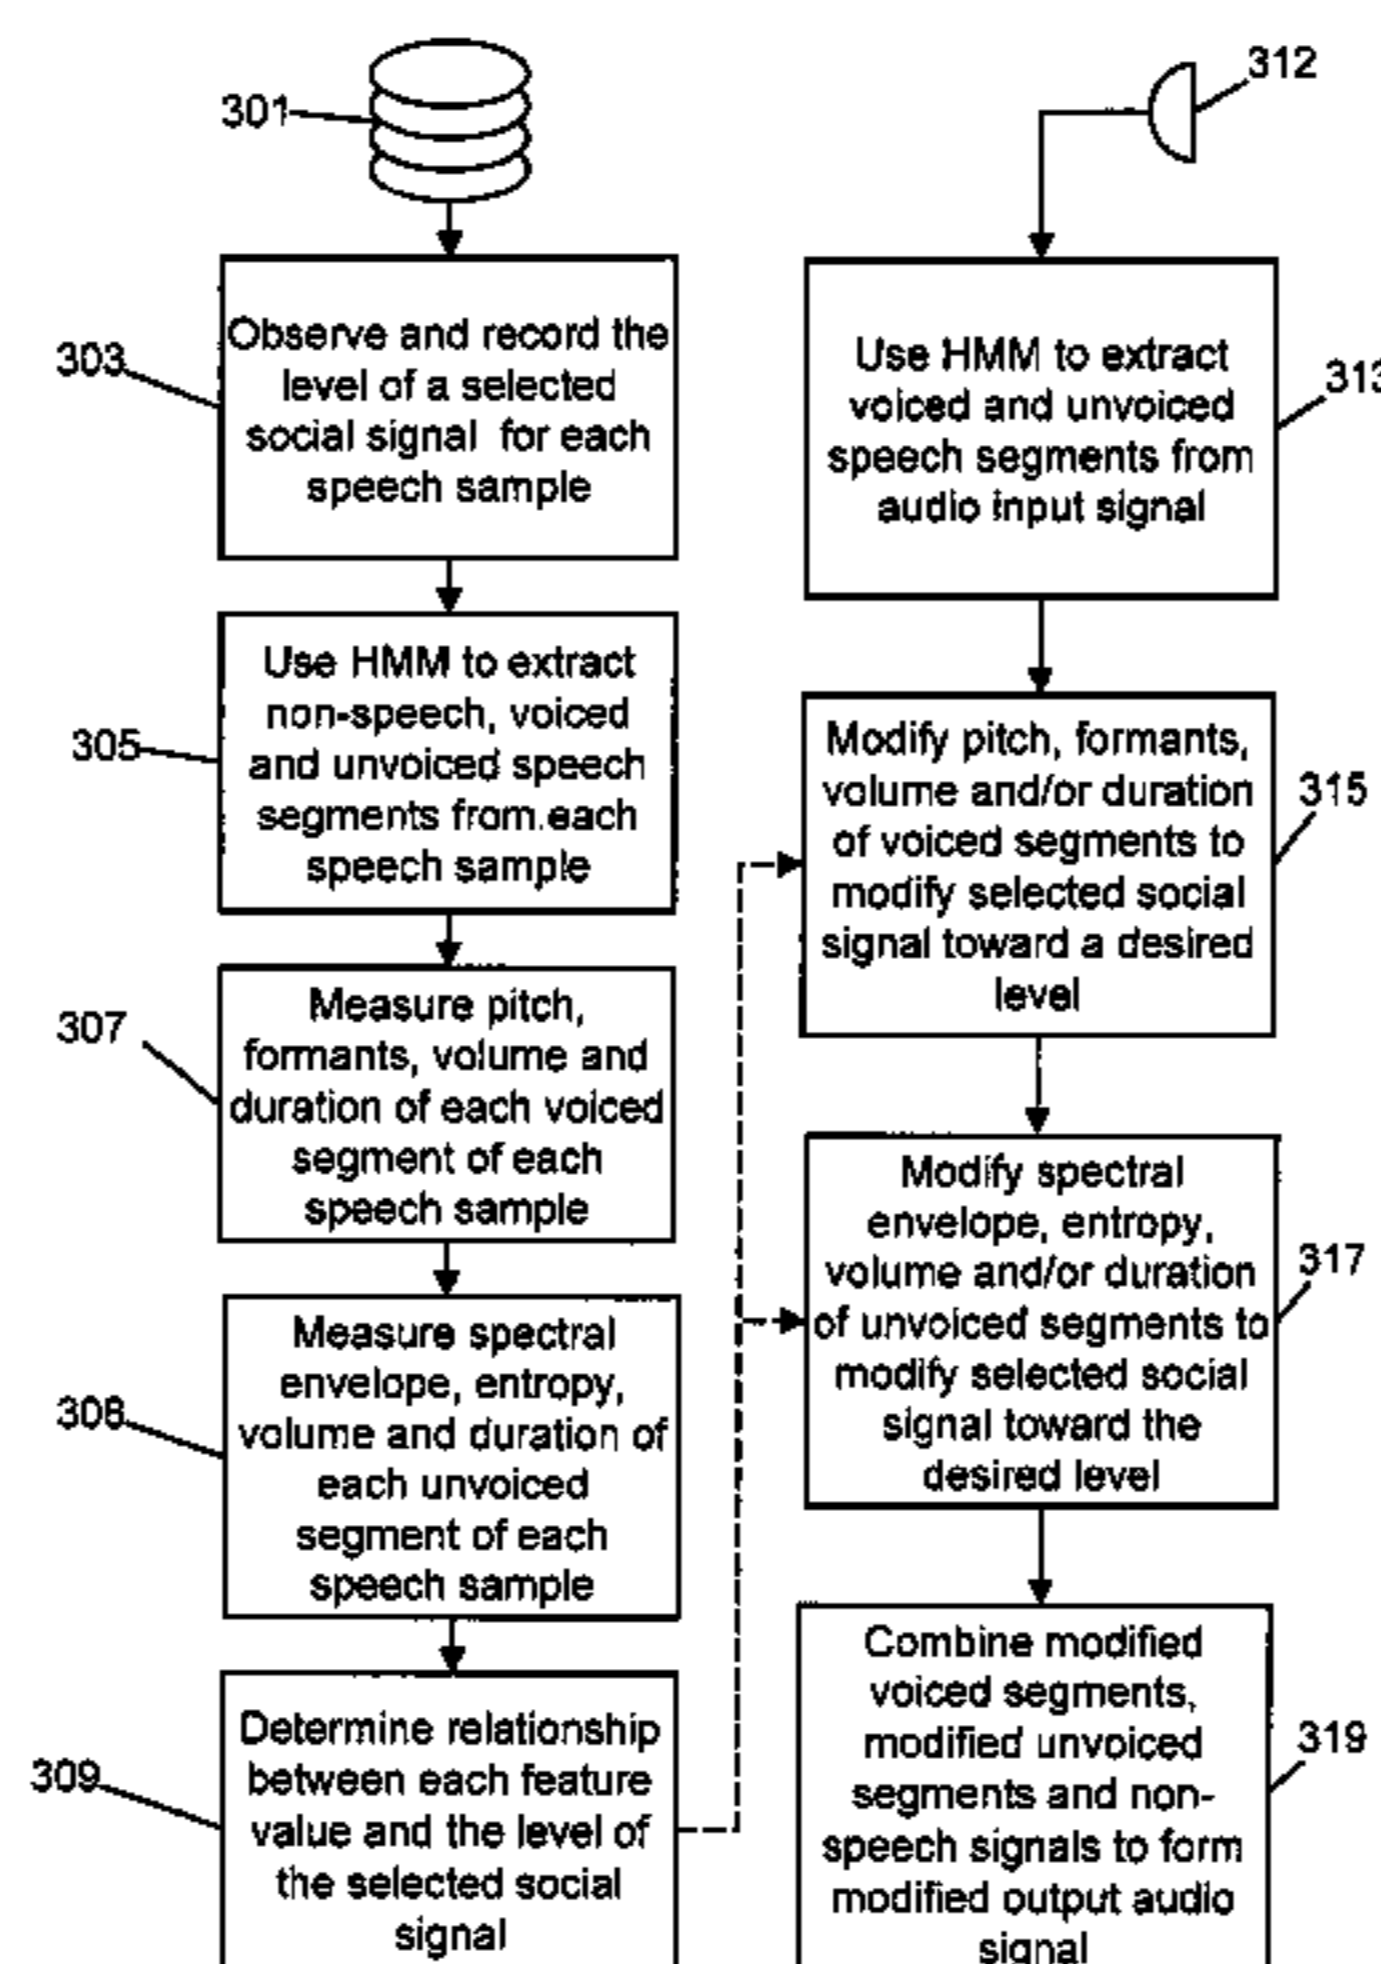 301
303
Observe and record the
level of a selected
social signal for each
speech sample
305
Use HMM to extract
non-speech, voiced
and unvoiced speech
segments from each
speech sample
307
Measure pitch,
formants, volume and
duration of each voiced
segment of each
speech sample
308
Measure spectral
envelope, entropy,
volume and duration of
each unvoiced
segment of each
speech sample
309
Determine relationship
between each feature
value and the level of
the selected social
signal
312
313
Use HMM to extract
voiced and unvoiced
speech segments from
audio input signal
315
Modify pitch, formants,
volume and/or duration
of voiced segments to
modify selected social
signal toward a desired
level
317
Modify spectral
envelope, entropy,
volume and/or duration
of unvoiced segments to
modify selected social
signal toward the
desired level
319
Combine modified
voiced segments,
modified unvoiced
segments and non-
speech signals to form
modified output audio
signal